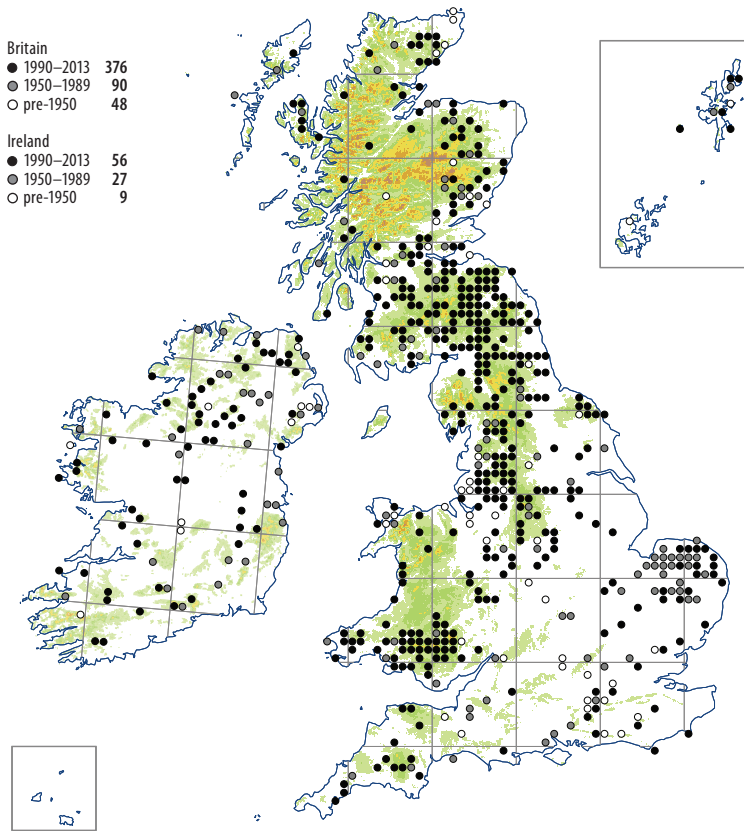 Britain
1990–2013 376
1950–1989 90
pre-1950 48
Ireland
1990–2013 56
1950–1989 27
pre-1950 9